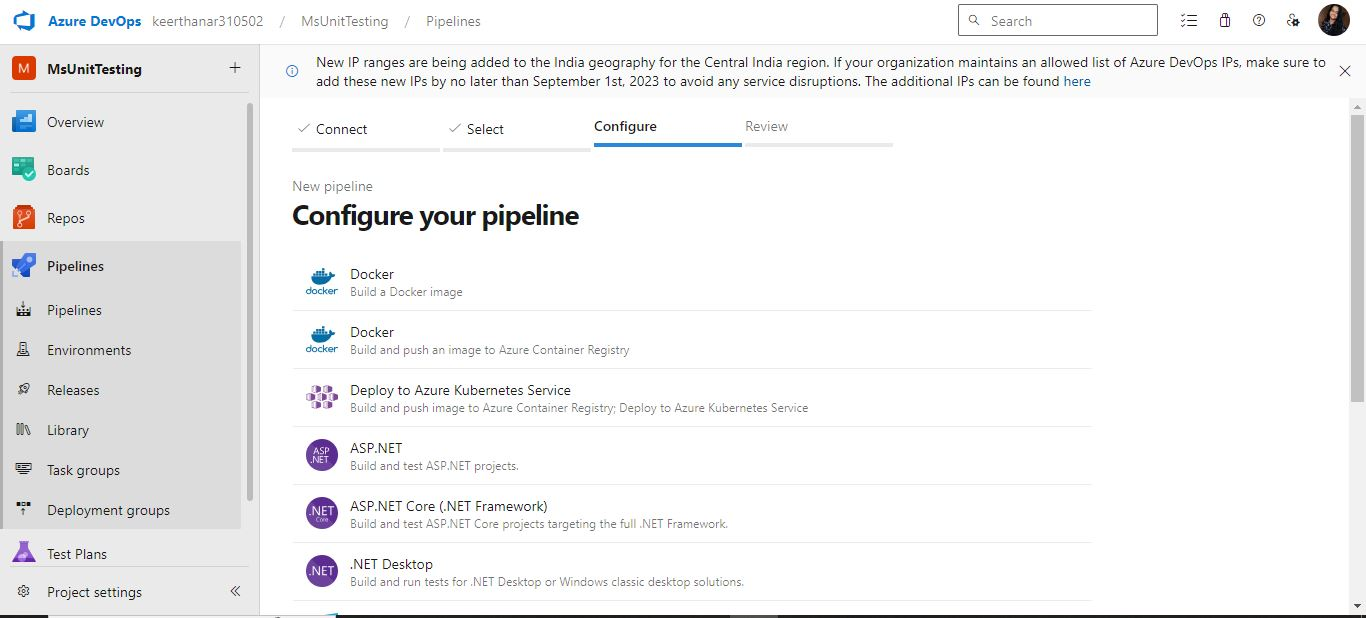 Azure DevOps keerthanar310502 / MsUnitTesting / Pipelines Search
M MsUnitTesting +
New IP ranges are being added to the India geography for the Central India region. If your organization maintains an allowed list of Azure DevOps IPs, make sure to
add these new IPs by no later than September 1st, 2023 to avoid any service disruptions. The additional IPs can be found here
Overview
Boards
Repos
Pipelines
Pipelines
Environments
Releases
Library
Task groups
Deployment groups
Test Plans
Project settings
Connect Select Configure Review
New pipeline
Configure your pipeline
docker Docker
Build a Docker image
docker Docker
Build and push an image to Azure Container Registry
Deploy to Azure Kubernetes Service
Build and push image to Azure Container Registry; Deploy to Azure Kubernetes Service
ASP .NET ASP.NET
Build and test ASP.NET projects.
.NET Core ASP.NET Core (.NET Framework)
Build and test ASP.NET Core projects targeting the full .NET Framework.
.NET .NET Desktop
Build and run tests for .NET Desktop or Windows classic desktop solutions.